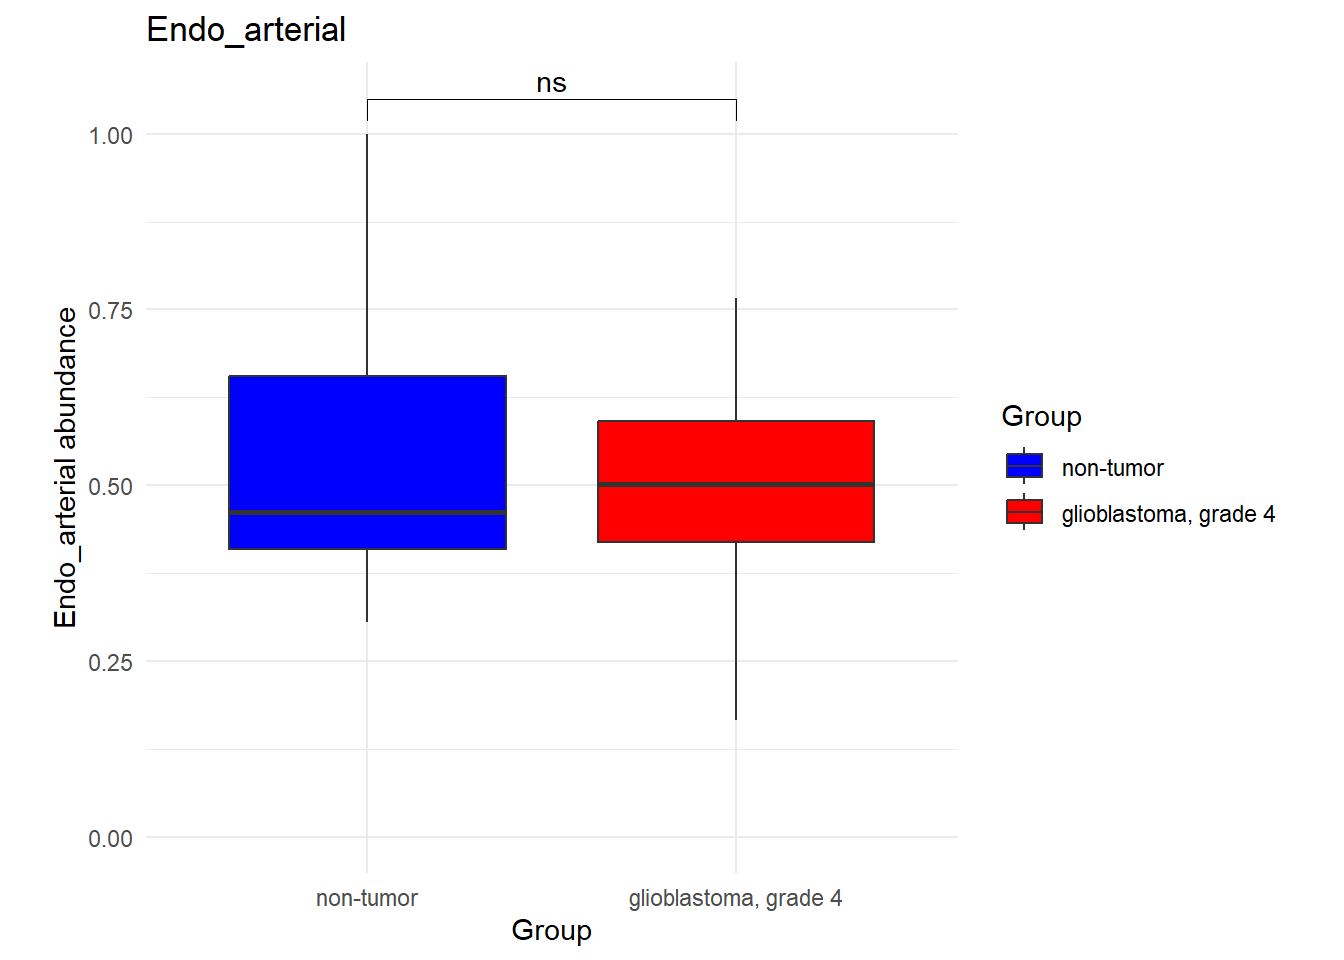 Endo_arterial
ns
1.00
0.75
0.50
0.25
0.00
Endo_arterial abundance
non-tumor
glioblastoma, grade 4
Group
Group
non-tumor
glioblastoma, grade 4